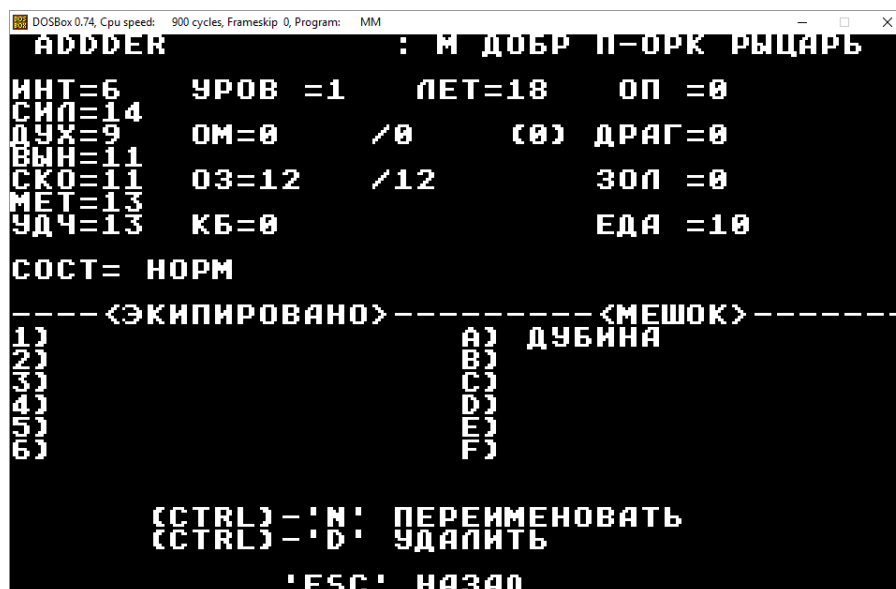 DOSBox 0.74, Cpu speed: 900 cycles, Frameskip 0, Program: MM
ADDDER : М ДОБР П-ОРК РЫЦАРЬ
ИНТ=6 УРОВ =1 ЛЕТ=18 ОП =0
СИЛ=14
ДУХ=9 ОМ=0 /0 (0) ДРАГ=0
ВЫН=11
СКО=11 ОЗ=12 /12 ЗОЛ =0
МЕТ=13
УДЧ=13 КБ=0 ЕДА =10
СОСТ= НОРМ
----<ЭКИПИРОВАНО>---------<МЕШОК>-------
1) A) ДУБИНА
2) B)
3) C)
4) D)
5) E)
6) F)
(CTRL)-'N' ПЕРЕИМЕНОВАТЬ
(CTRL)-'D' УДАЛИТЬ
'ESC' НАЗАД